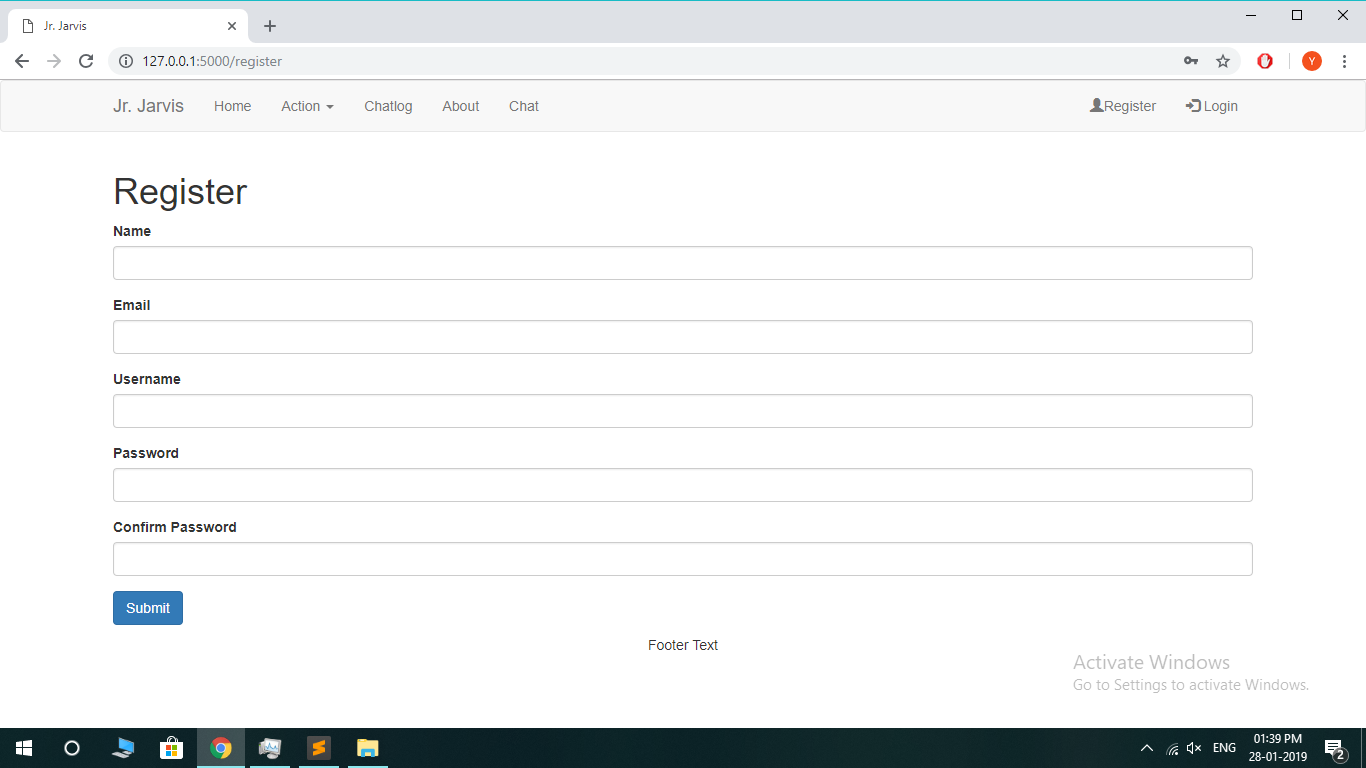 Jr. Jarvis
127.0.0.1:5000/register
Y
Jr. Jarvis Home Action Chatlog About Chat Register Login
Register
Name
Email
Username
Password
Confirm Password
Submit
Footer Text
Activate Windows
Go to Settings to activate Windows.
ENG
01:39 PM
28-01-2019
2